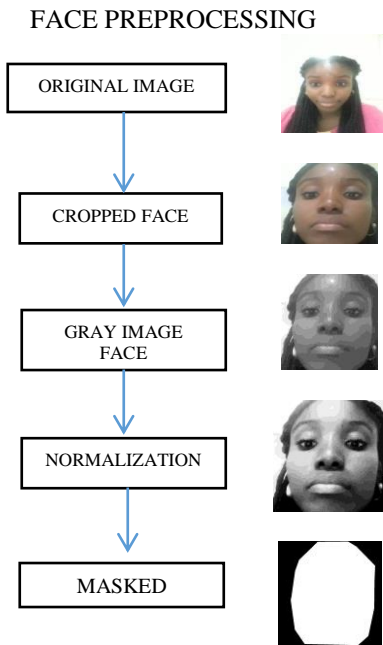 FACE PREPROCESSING
ORIGINAL IMAGE
CROPPED FACE
GRAY IMAGE
FACE
NORMALIZATION
MASKED